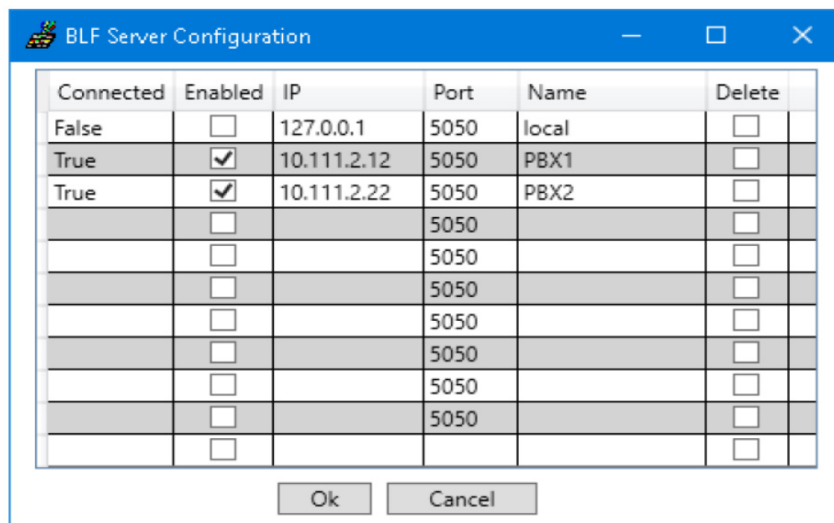 BLF Server Configuration
Connected Enabled IP Port Name Delete
False 127.0.0.1 5050 local
True 10.111.2.12 5050 PBX1
True 10.111.2.22 5050 PBX2
5050
5050
5050
5050
5050
5050
5050
Ok Cancel